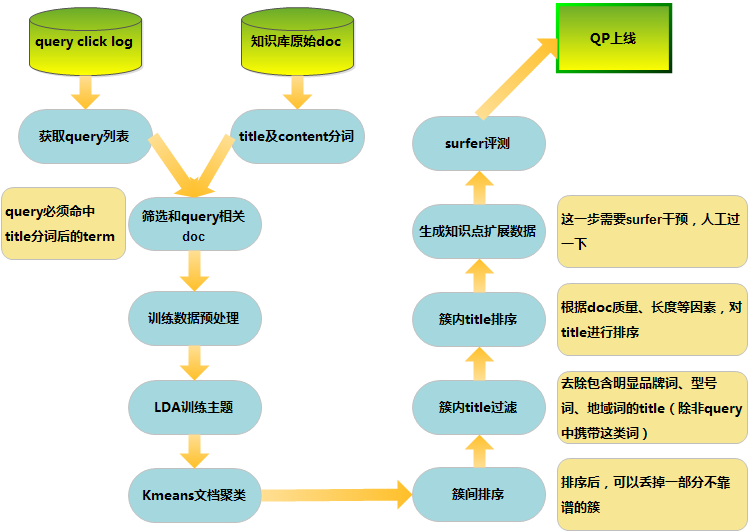 query click log
知识库原始doc
获取query列表
title及content分词
query必须命中
title分词后的term
筛选和query相关
doc
训练数据预处理
LDA训练主题
Kmeans文档聚类
QP上线
surfer评测
生成知识点扩展数据
这一步需要surfer干预，人工过
一下
簇内title排序
根据doc质量、长度等因素，对
title进行排序
簇内title过滤
去除包含明显品牌词、型号
词、地域词的title（除非query
中携带这类词）
簇间排序
排序后，可以丢掉一部分不靠
谱的簇